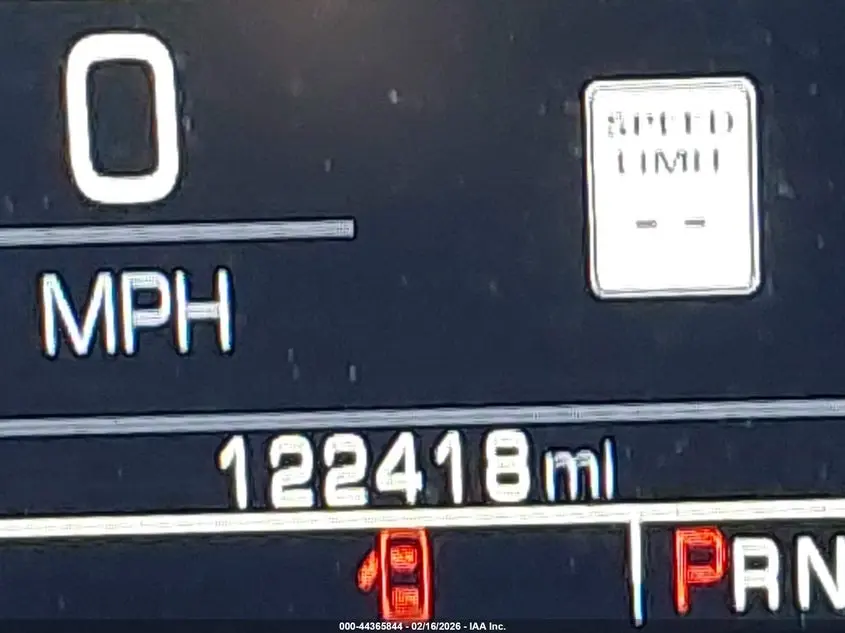 0
SPEED
LIMIT
--
MPH
122418 mi
PRN
000-44365844 - 02/16/2026 - IAA Inc.